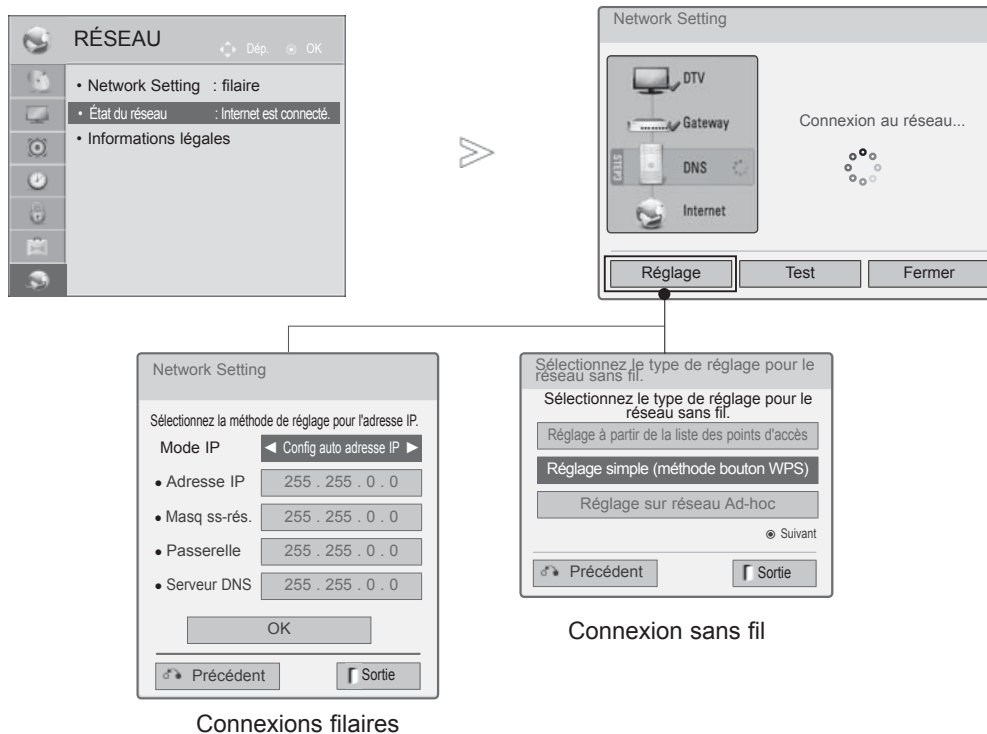 RÉSEAU
Dép. OK
• Network Setting : filaire
• État du réseau : Internet est connecté.
• Informations légales
Network Setting
DTV
Gateway
STEP3
DNS
Internet
Connexion au réseau...
Réglage
Test
Fermer
Network Setting
Sélectionnez la méthode de réglage pour l'adresse IP.
Mode IP ◄ Config auto adresse IP ►
• Adresse IP 255 . 255 . 0 . 0
• Masq ss-rés. 255 . 255 . 0 . 0
• Passerelle 255 . 255 . 0 . 0
• Serveur DNS 255 . 255 . 0 . 0
OK
Précédent
Sortie
Connexions filaires
Sélectionnez le type de réglage pour le
réseau sans fil.
Sélectionnez le type de réglage pour le
réseau sans fil.
Réglage à partir de la liste des points d'accès
Réglage simple (méthode bouton WPS)
Réglage sur réseau Ad-hoc
Suivant
Précédent
Sortie
Connexion sans fil